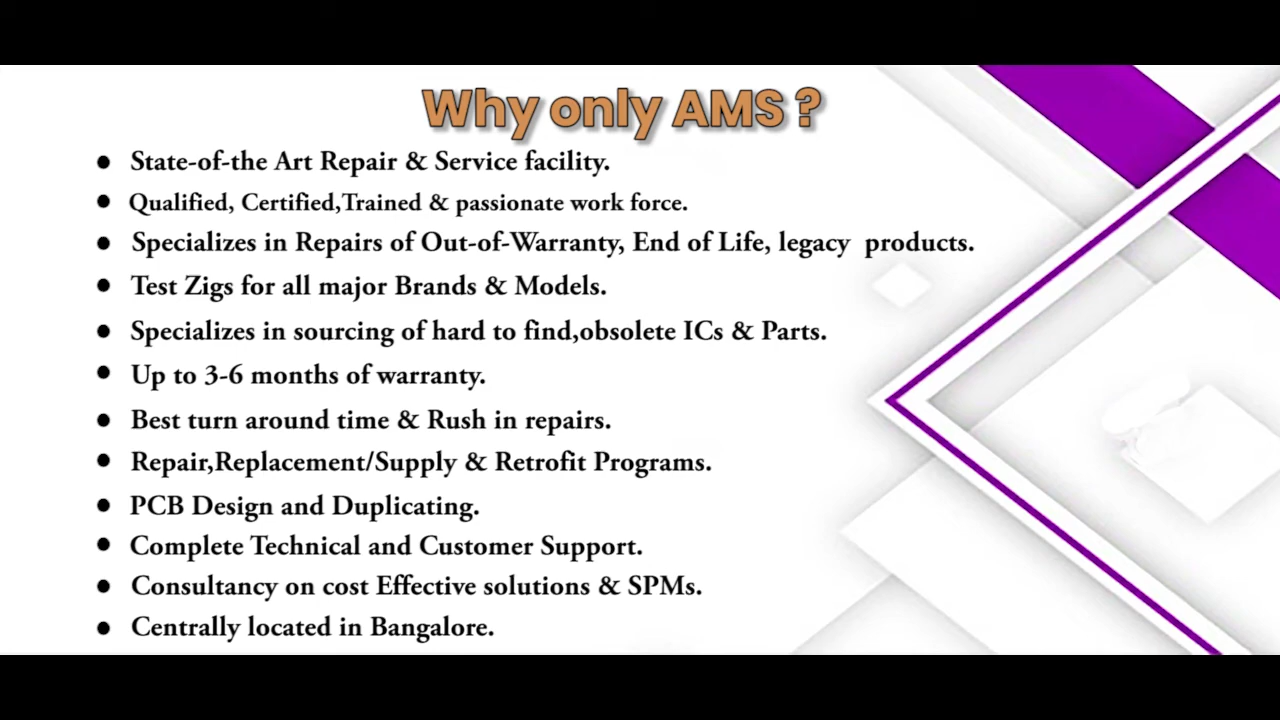 Why only AMS ?
● State-of-the Art Repair & Service facility.
● Qualified, Certified,Trained & passionate work force.
● Specializes in Repairs of Out-of-Warranty, End of Life, legacy  products.
● Test Zigs for all major Brands & Models.
● Specializes in sourcing of hard to find,obsolete ICs & Parts.
● Up to 3-6 months of warranty.
● Best turn around time & Rush in repairs.
● Repair,Replacement/Supply & Retrofit Programs.
● PCB Design and Duplicating.
● Complete Technical and Customer Support.
● Consultancy on cost Effective solutions & SPMs.
● Centrally located in Bangalore.